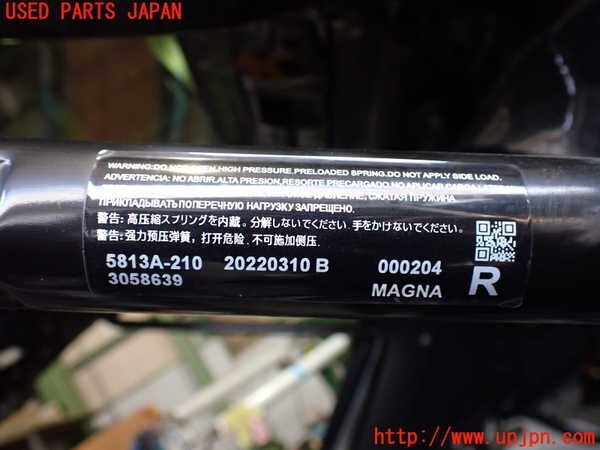 USED PARTS JAPAN
WARNING.DO HIGH PRESSURE.PRELOADED SPRING.DO NOT APPLY SIDE LOAD.
ADVERTENCIA: NO ABRIR.ALTA PRESION,RESORTE PRECARGADO.NO APLICAR CARGA
СЖАТАЯ ПРУЖИНА.
ПРИКЛАДЫВАТЬ ПОПЕРЕЧНУЮ НАГРУЗКУ ЗАПРЕЩЕНО.
警告: 高圧縮スプリングを内蔵。分解しないでください. 手をかけないでください。
警告: 强力预压弹簧，打开危险. 不可施加侧压.
5813A-210 20220310 B 000204
3058639 MAGNA R
http://www.upjpn.com/